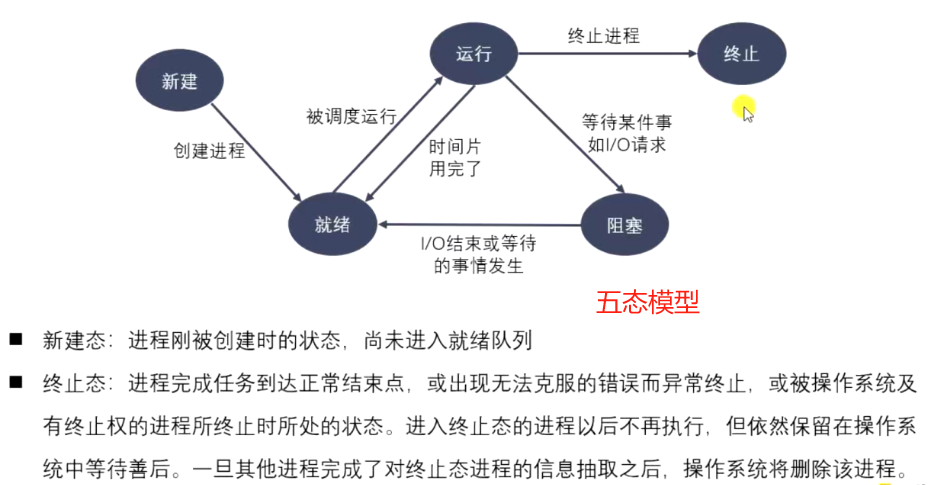 运行
终止进程
终止
新建
被调度运行
等待某件事
如I/O请求
创建进程
时间片
用完了
就绪
阻塞
I/O结束或等待
的事情发生
五态模型
■ 新建态：进程刚被创建时的状态，尚未进入就绪队列
■ 终止态：进程完成任务到达正常结束点，或出现无法克服的错误而异常终止，或被操作系统及
有终止权的进程所终止时所处的状态。进入终止态的进程以后不再执行，但依然保留在操作系
统中等待善后。一旦其他进程完成了对终止态进程的信息抽取之后，操作系统将删除该进程。